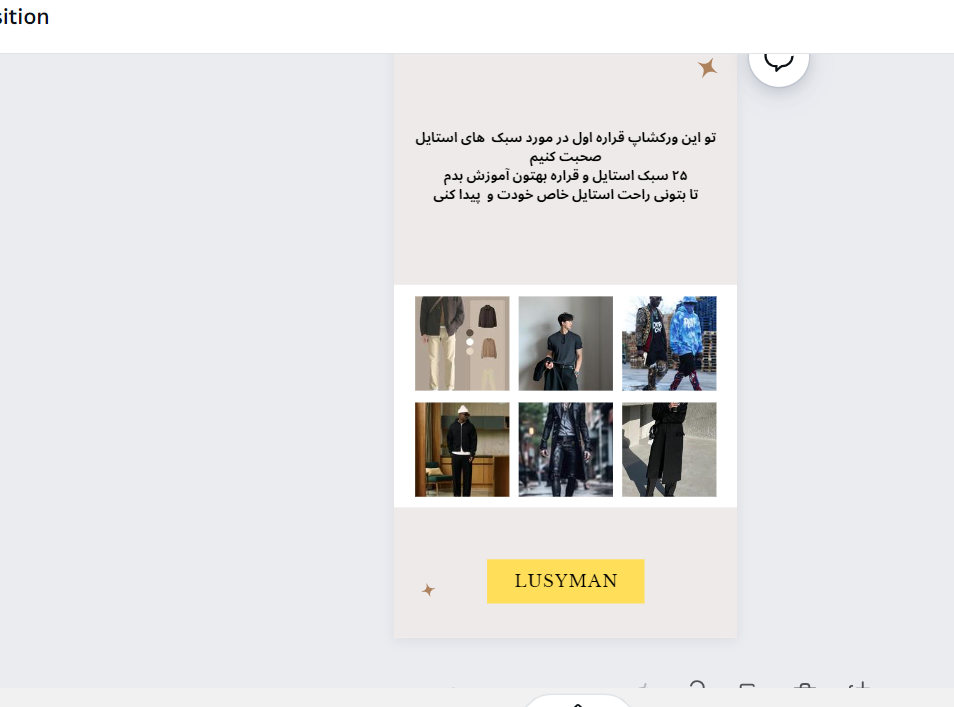 تو این ورکشاپ قراره اول در مورد سبک های استایل
صحبت کنیم
۲۵ سبک استایل و قراره بهتون آموزش بدم
تا بتونی راحت استایل خاص خودت و پیدا کنی
LUSYMAN